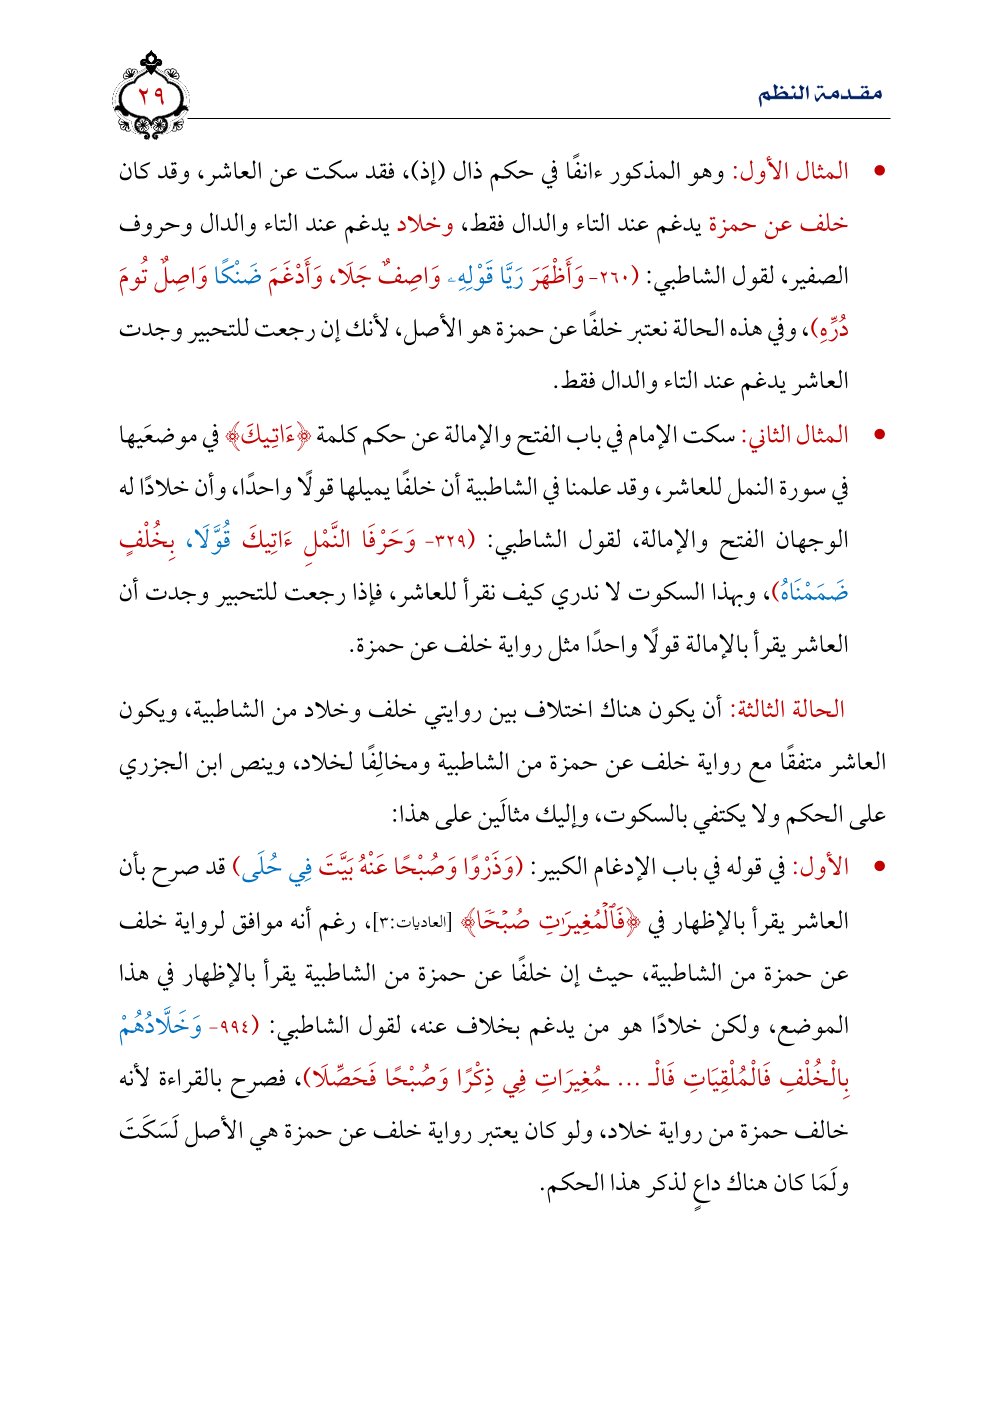 مقدمة النظم
٢٩
• المثال الأول: وهو المذكور ءانفًا في حكم ذال (إذ)، فقد سكت عن العاشر، وقد كان
خلف عن حمزة يدغم عند التاء والدال فقط، وخلاد يدغم عند التاء والدال وحروف
الصفير، لقول الشاطبي: (٢٦٠- وَأَظْهَرَ رَيَّا قَوْلِهِۦ وَاصِفٌ جَلَا، وَأَدْغَمَ ضَنْكًا وَاصِلٌ تُومَ
دُرِّهِ)، وفي هذه الحالة نعتبر خلفًا عن حمزة هو الأصل، لأنك إن رجعت للتحبير وجدت
العاشر يدغم عند التاء والدال فقط.
• المثال الثاني: سكت الإمام في باب الفتح والإمالة عن حكم كلمة ﴿ءَاتِيكَ﴾ في موضعَيها
في سورة النمل للعاشر، وقد علمنا في الشاطبية أن خلفًا يميلها قولًا واحدًا، وأن خلادًا له
الوجهان الفتح والإمالة، لقول الشاطبي: (٣٢٩- وَحَرْفَا النَّمْلِ ءَاتِيكَ قُوَّلَا، بِخُلْفٍ
ضَمَمْنَاهُ)، وبهذا السكوت لا ندري كيف نقرأ للعاشر، فإذا رجعت للتحبير وجدت أن
العاشر يقرأ بالإمالة قولًا واحدًا مثل رواية خلف عن حمزة.
الحالة الثالثة: أن يكون هناك اختلاف بين روايتي خلف وخلاد من الشاطبية، ويكون
العاشر متفقًا مع رواية خلف عن حمزة من الشاطبية ومخالِفًا لخلاد، وينص ابن الجزري
على الحكم ولا يكتفي بالسكوت، وإليك مثالَين على هذا:
• الأول: في قوله في باب الإدغام الكبير: (وَذَرْوًا وَصُبْحًا عَنْهُ بَيَّتَ فِي حُلَى) قد صرح بأن
العاشر يقرأ بالإظهار في ﴿فَٱلْمُغِيرَٰتِ صُبْحًا﴾ [العاديات:٣]، رغم أنه موافق لرواية خلف
عن حمزة من الشاطبية، حيث إن خلفًا عن حمزة من الشاطبية يقرأ بالإظهار في هذا
الموضع، ولكن خلادًا هو من يدغم بخلاف عنه، لقول الشاطبي: (٩٩٤- وَخَلَّادُهُمْ
بِالْخُلْفِ فَالْمُلْقِيَاتِ فَالْـ ... ـمُغِيرَاتِ فِي ذِكْرًا وَصُبْحًا فَحَصِّلَا)، فصرح بالقراءة لأنه
خالف حمزة من رواية خلاد، ولو كان يعتبر رواية خلف عن حمزة هي الأصل لَسَكَتَ
ولَمَا كان هناك داعٍ لذكر هذا الحكم.